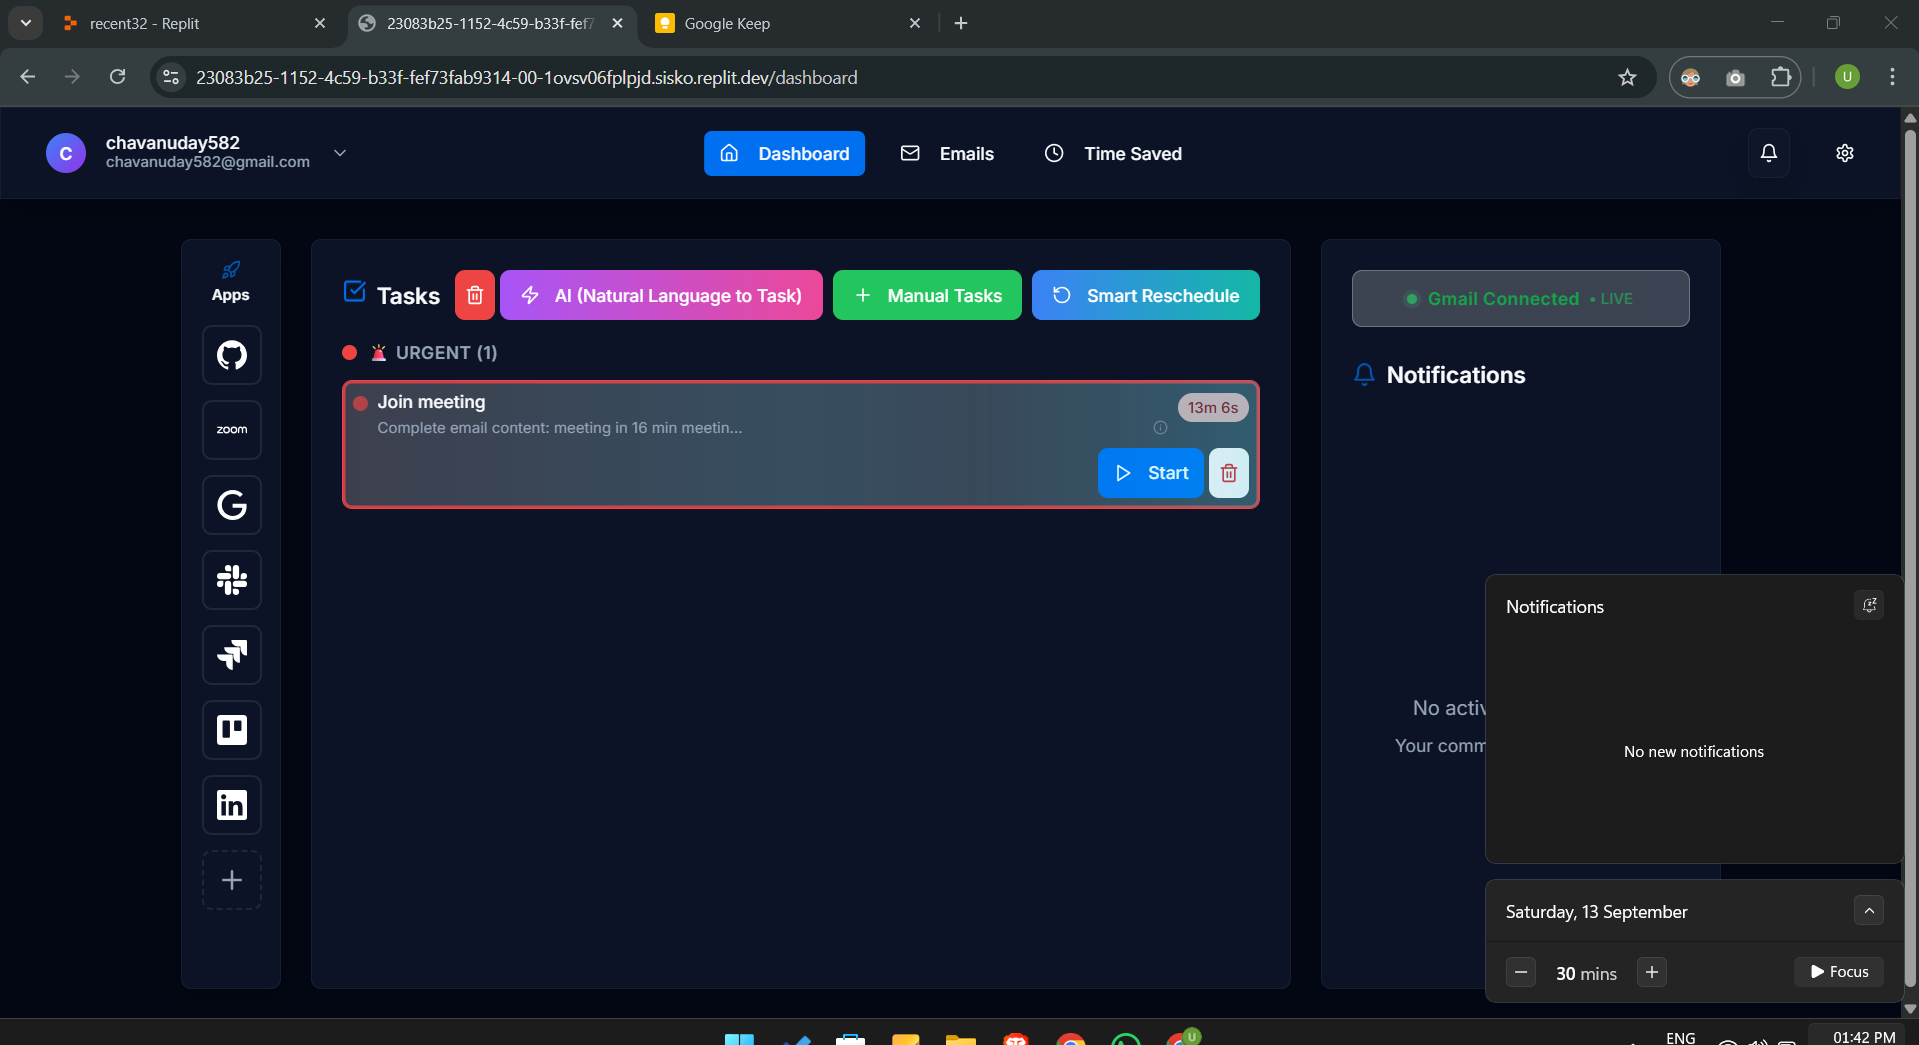 recent32 - Replit
23083b25-1152-4c59-b33f-fef7
Google Keep
23083b25-1152-4c59-b33f-fef73fab9314-00-1ovsv06fplpjd.sisko.replit.dev/dashboard
U
C
chavanuday582
chavanuday582@gmail.com
Dashboard
Emails
Time Saved
Apps
zoom
G
in
Tasks
AI (Natural Language to Task)
Manual Tasks
Smart Reschedule
URGENT (1)
Join meeting
13m 6s
Complete email content: meeting in 16 min meetin...
Start
Gmail Connected • LIVE
Notifications
No activ
Your comm
Notifications
No new notifications
Saturday, 13 September
30 mins
Focus
U
ENG
01:42 PM